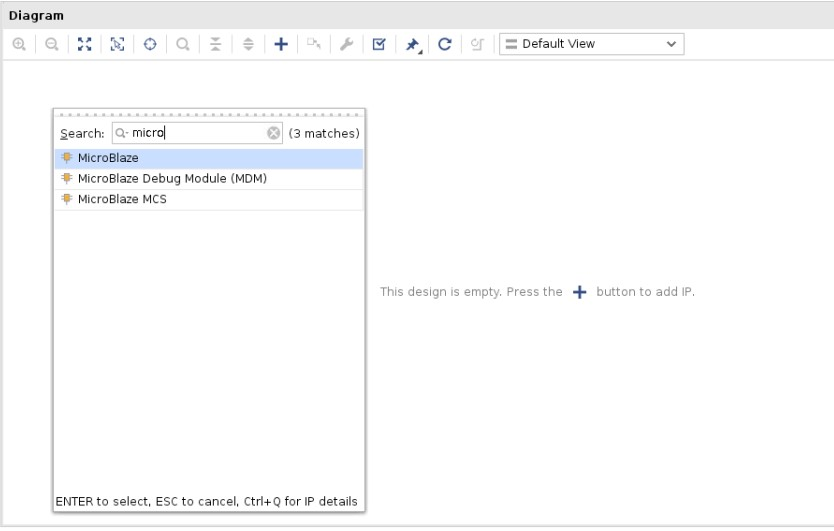 Diagram
Default View
Search: micro (3 matches)
MicroBlaze
MicroBlaze Debug Module (MDM)
MicroBlaze MCS
This design is empty. Press the + button to add IP.
ENTER to select, ESC to cancel, Ctrl+Q for IP details